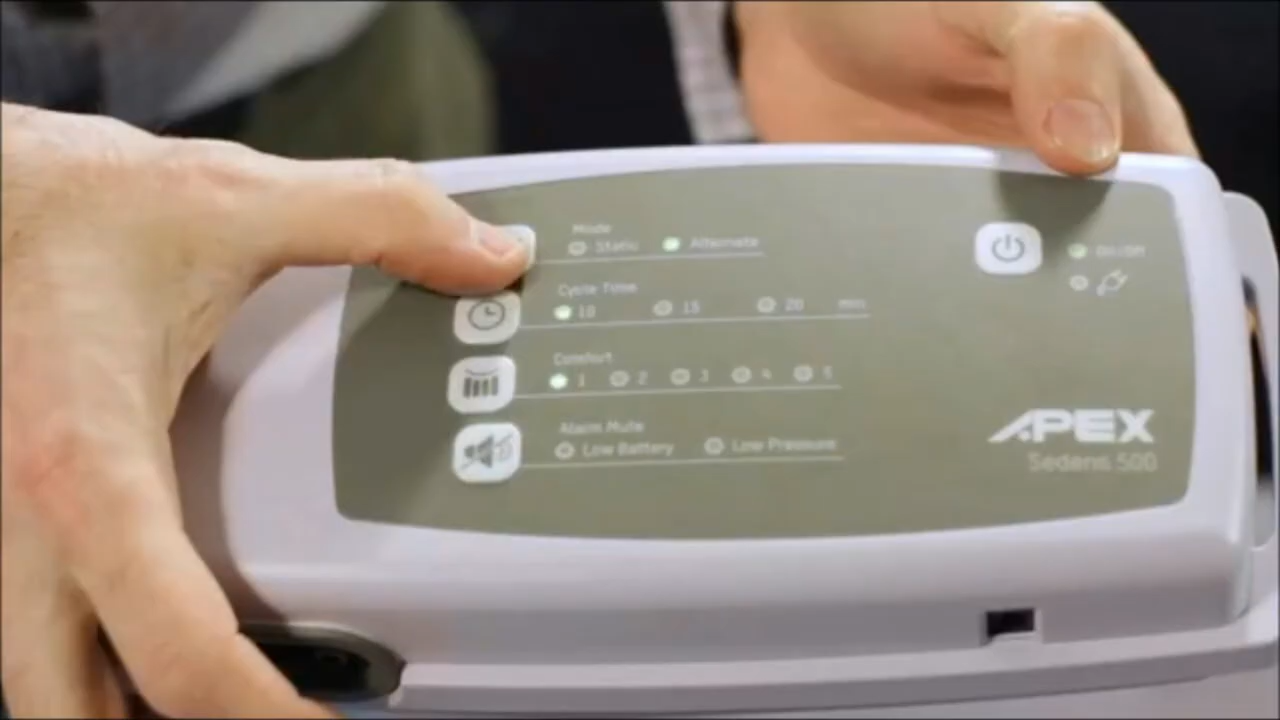 Mode
Static Alternate
Cycle Time
10 15 20 min
Comfort
1 2 3 4 5
Alarm Mute
Low Battery Low Pressure
On/Off
APEX
Sedens 500